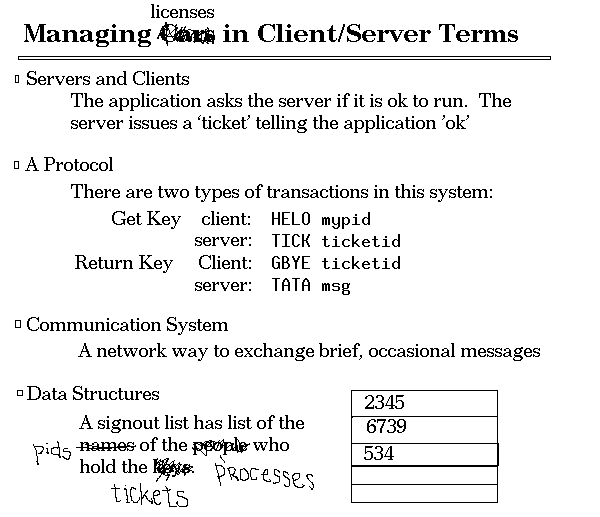 licenses
Managing Cars in Client/Server Terms
Servers and Clients
The application asks the server if it is ok to run. The
server issues a 'ticket' telling the application 'ok'
A Protocol
There are two types of transactions in this system:
Get Key client: HELO mypid
server: TICK ticketid
Return Key Client: GBYE ticketid
server: TATA msg
Communication System
A network way to exchange brief, occasional messages
Data Structures
A signout list has list of the
pids names of the people who
hold the
PROCESSES
tickets
2345
6739
534